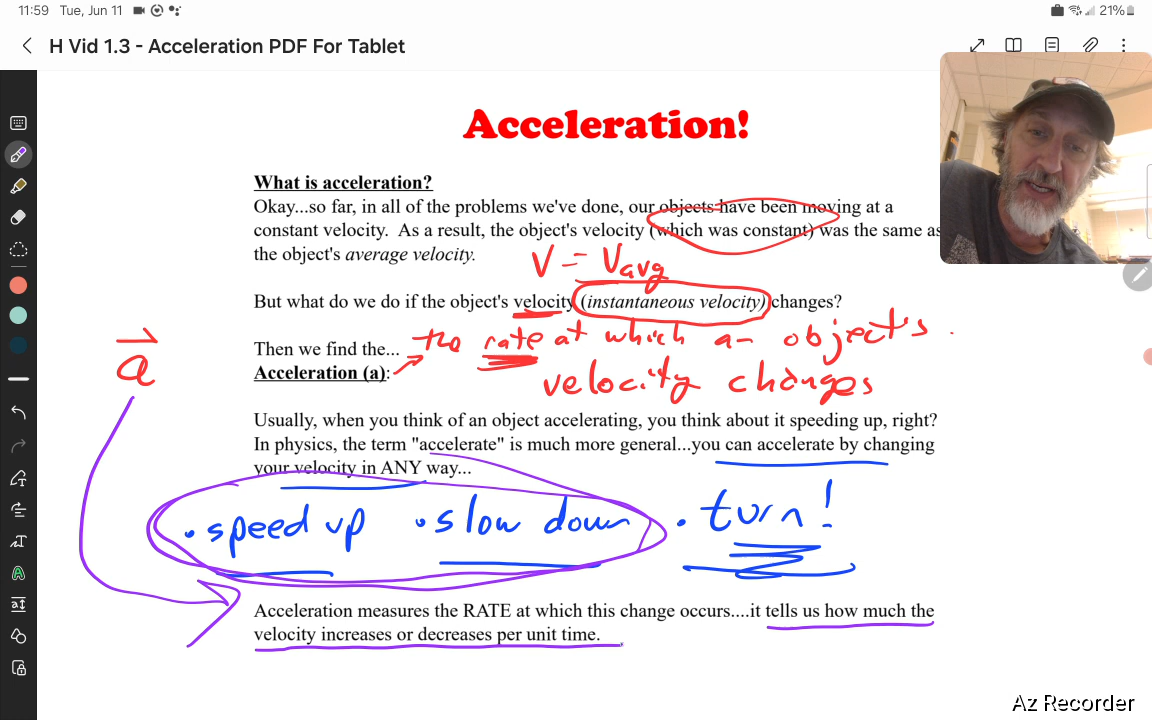 11:59 Tue, Jun 11 21%
H Vid 1.3 - Acceleration PDF For Tablet
Acceleration!
What is acceleration?
Okay...so far, in all of the problems we've done, our objects have been moving at a
constant velocity. As a result, the object's velocity (which was constant) was the same as
the object's average velocity.
V = Vavg
But what do we do if the object's velocity (instantaneous velocity) changes?
Then we find the... the rate at which an object's
Acceleration (a): velocity changes
a
Usually, when you think of an object accelerating, you think about it speeding up, right?
In physics, the term "accelerate" is much more general...you can accelerate by changing
your velocity in ANY way...
• speed up • slow down • turn!
Acceleration measures the RATE at which this change occurs....it tells us how much the
velocity increases or decreases per unit time.
Az Recorder